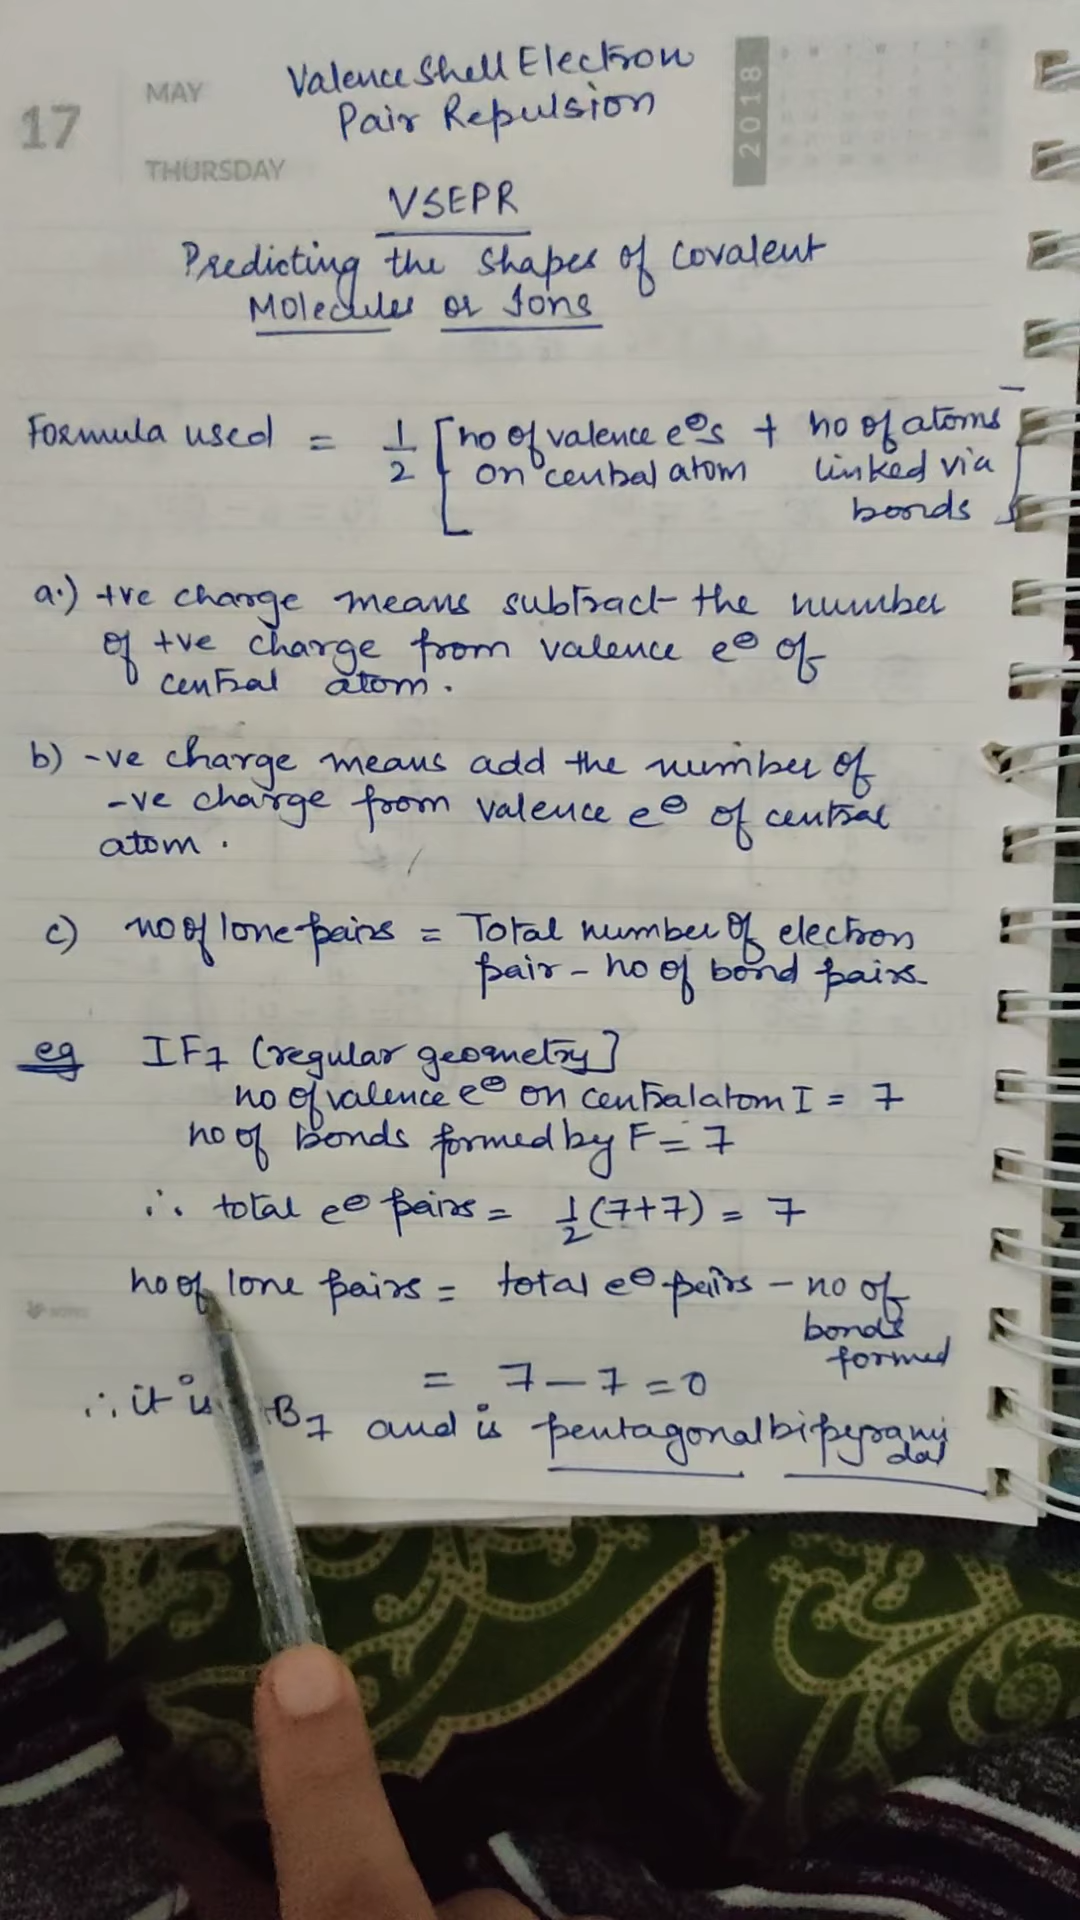 17
MAY
THURSDAY
2018
Valence Shell Electron
Pair Repulsion
VSEPR
Predicting the shapes of covalent
Molecules or Ions
Formula used = 1/2 [no of valence e⊖s + no of atoms
on central atom linked via
bonds]
a.) +ve charge means subtract the number
of +ve charge from valence e⊖ of
central atom.
b) -ve charge means add the number of
-ve charge from valence e⊖ of central
atom.
c) no of lone pairs = Total number of electron
pair - no of bond pairs
eg IF7 (regular geometry]
no of valence e⊖ on central atom I = 7
no of bonds formed by F = 7
∴ total e⊖ pairs = 1/2 (7+7) = 7
no of lone pairs = total e⊖ pairs - no of
bonds
formed
= 7 - 7 = 0
∴ it is B7 and is pentagonal bipyrami
dal